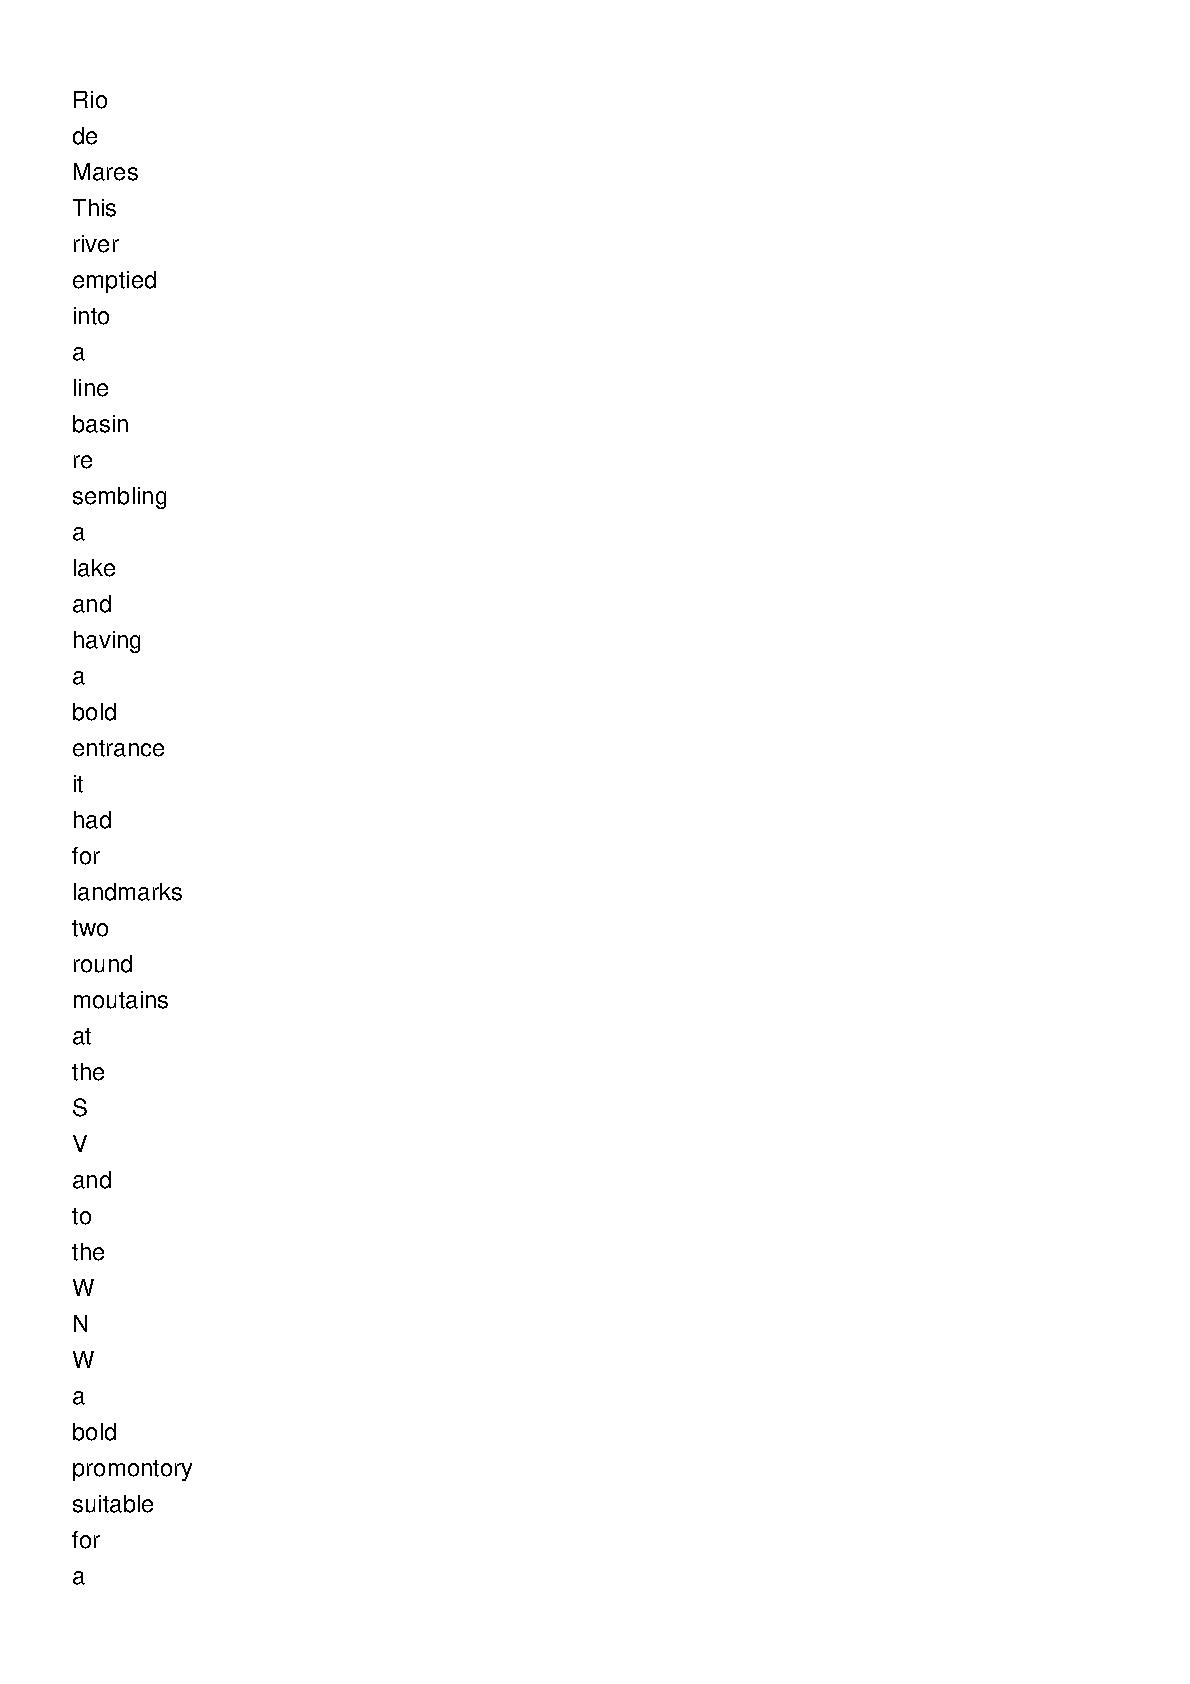 Rio
de
Mares
This
river
emptied
into
a
line
basin
re
sembling
a
lake
and
having
a
bold
entrance
it
had
for
landmarks
two
round
moutains
at
the
S
V
and
to
the
W
N
W
a
bold
promontory
suitable
for
a